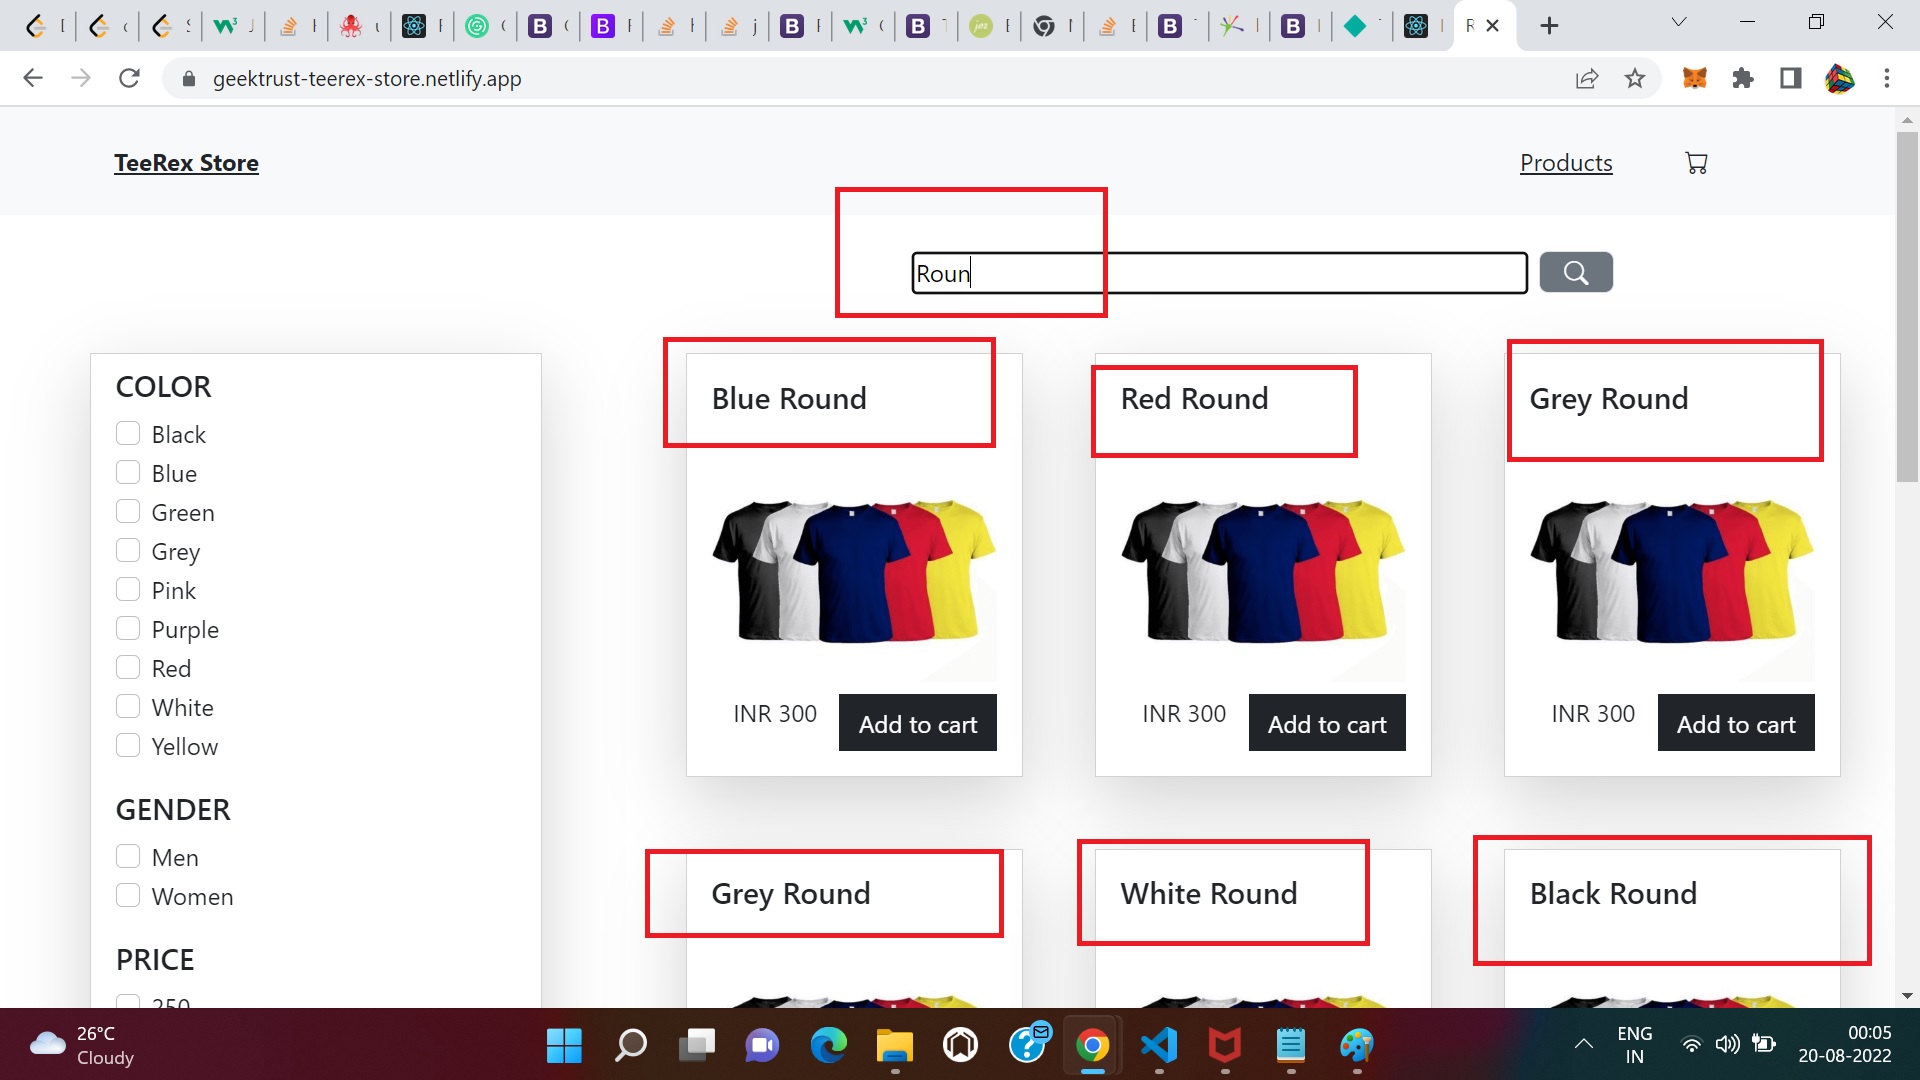 geektrust-teerex-store.netlify.app
TeeRex Store
Products
Roun
COLOR
Black
Blue
Green
Grey
Pink
Purple
Red
White
Yellow
GENDER
Men
Women
PRICE
250
Blue Round
INR 300
Add to cart
Red Round
INR 300
Add to cart
Grey Round
INR 300
Add to cart
Grey Round
White Round
Black Round
26°C
Cloudy
ENG
IN
00:05
20-08-2022